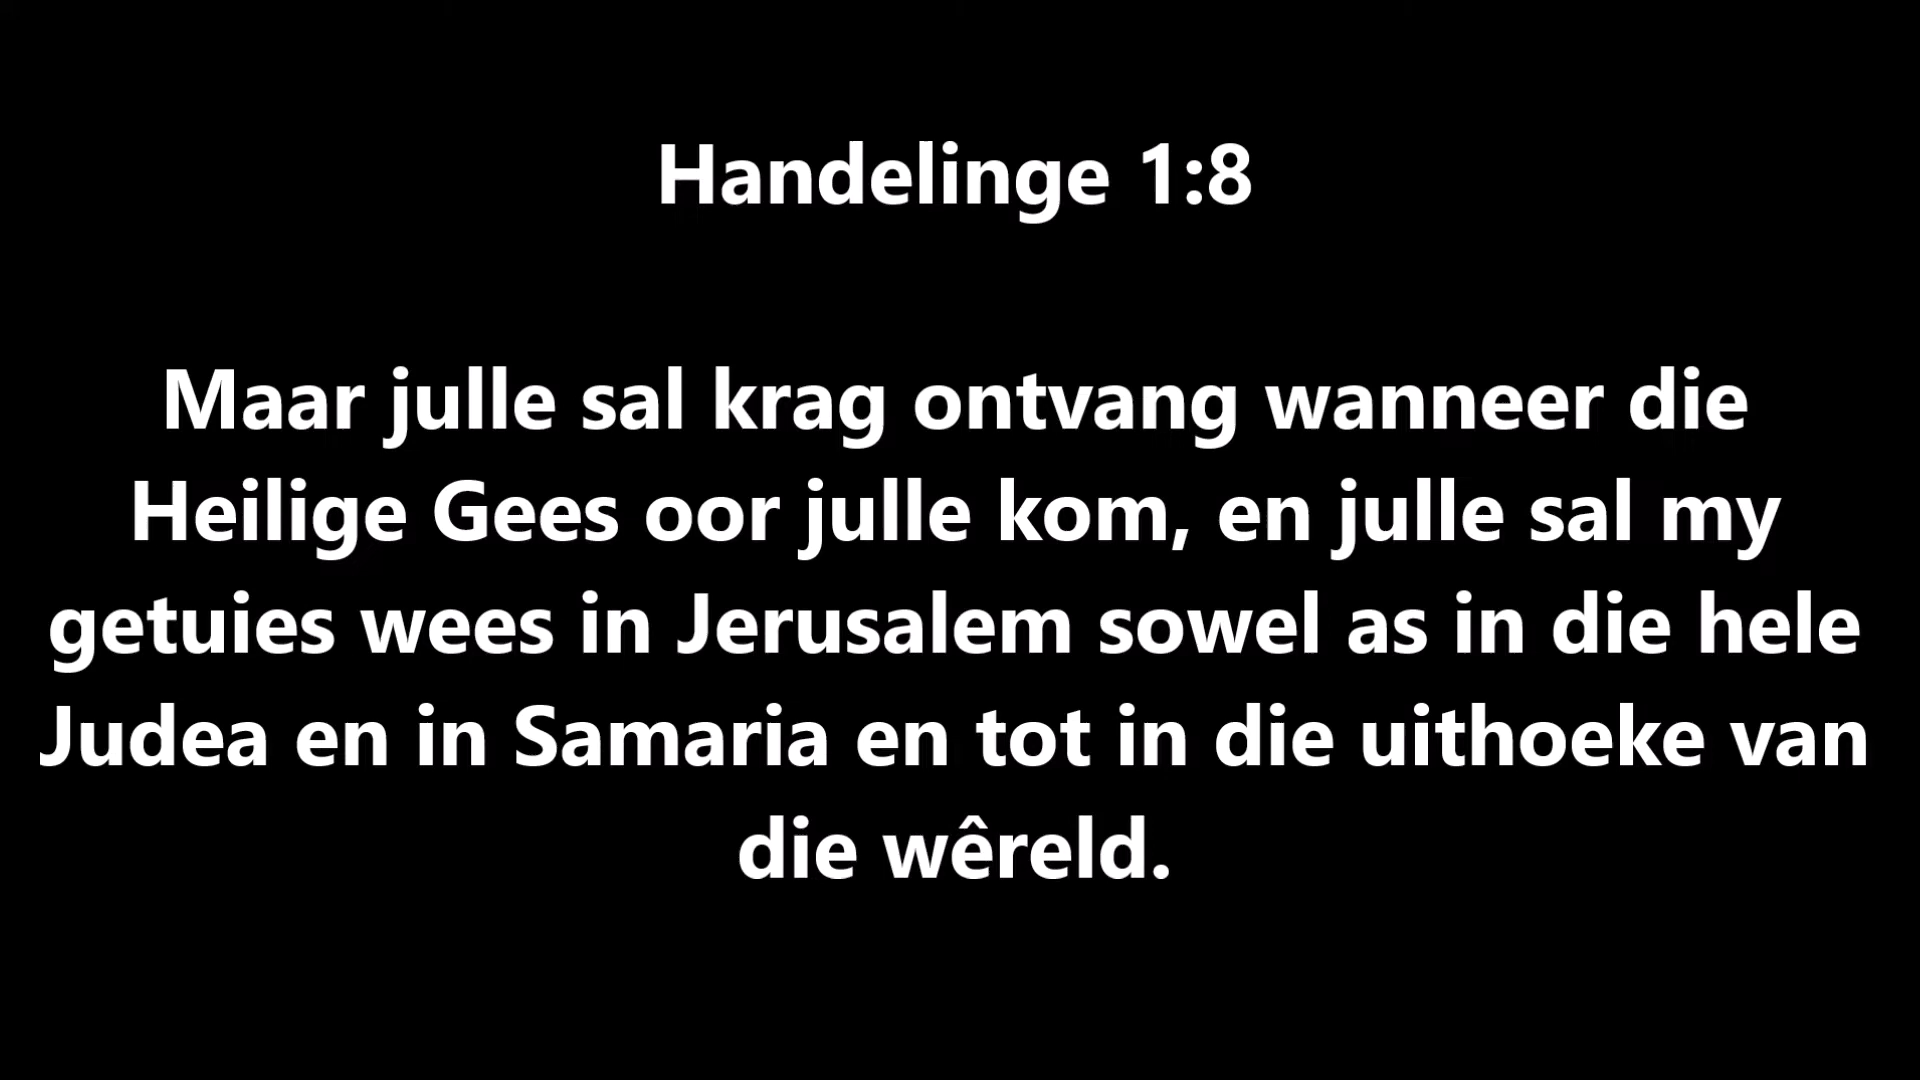 Handelinge 1:8
Maar julle sal krag ontvang wanneer die
Heilige Gees oor julle kom, en julle sal my
getuies wees in Jerusalem sowel as in die hele
Judea en in Samaria en tot in die uithoeke van
die wêreld.